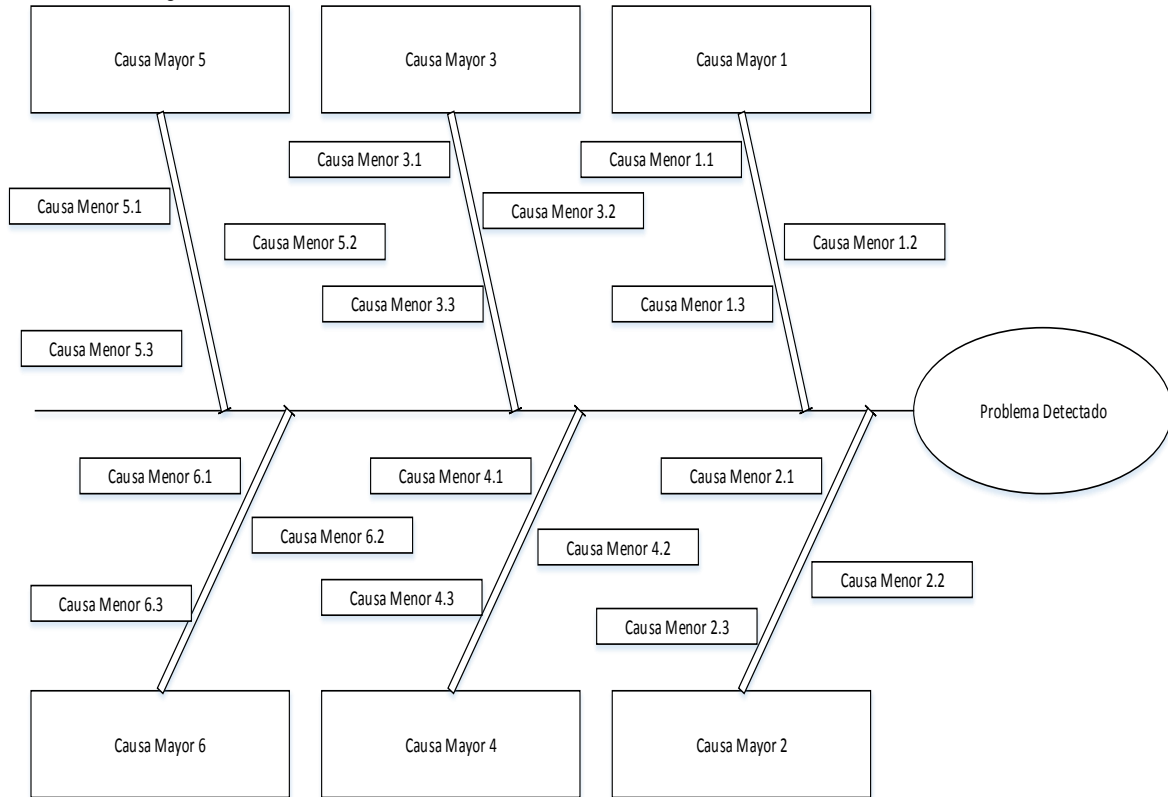 Causa Mayor 5
Causa Mayor 3
Causa Mayor 1
Causa Menor 3.1
Causa Menor 1.1
Causa Menor 5.1
Causa Menor 3.2
Causa Menor 5.2
Causa Menor 1.2
Causa Menor 3.3
Causa Menor 1.3
Causa Menor 5.3
Problema Detectado
Causa Menor 6.1
Causa Menor 4.1
Causa Menor 2.1
Causa Menor 6.2
Causa Menor 4.2
Causa Menor 2.2
Causa Menor 6.3
Causa Menor 4.3
Causa Menor 2.3
Causa Mayor 6
Causa Mayor 4
Causa Mayor 2